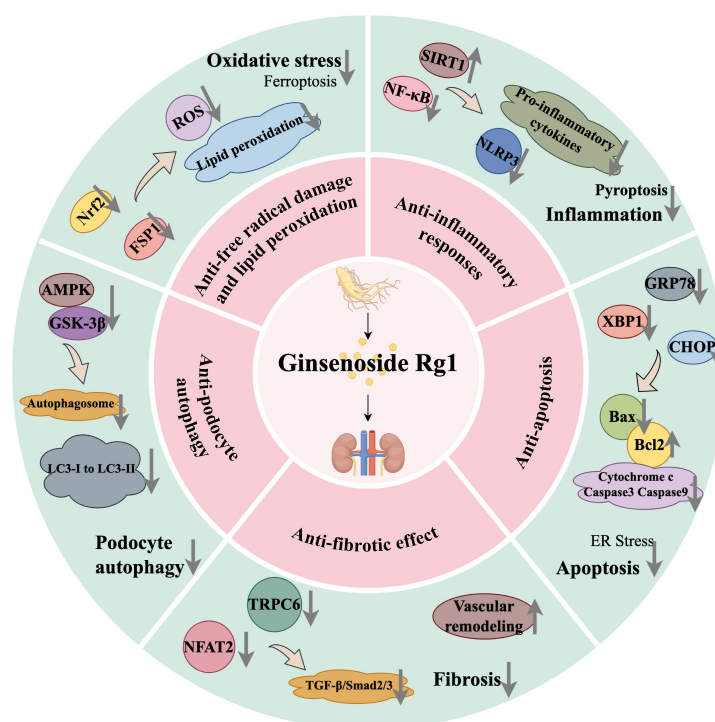 Oxidative stress
Ferroptosis
ROS
Lipid peroxidation
Nrf2
FSP1
SIRT1
NF-κB
NLRP3
Pro-inflammatory
cytokines
Pyroptosis
Inflammation
Anti-free radical damage
and lipid peroxidation
Anti-inflammatory
responses
AMPK
GSK-3β
Autophagosome
LC3-I to LC3-II
Podocyte
autophagy
Anti-podocyte
autophagy
Ginsenoside Rg1
Anti-apoptosis
GRP78
XBP1
CHOP
Bax
Bcl2
Cytochrome c
Caspase3 Caspase9
ER Stress
Apoptosis
Anti-fibrotic effect
TRPC6
NFAT2
TGF-β/Smad2/3
Vascular
remodeling
Fibrosis